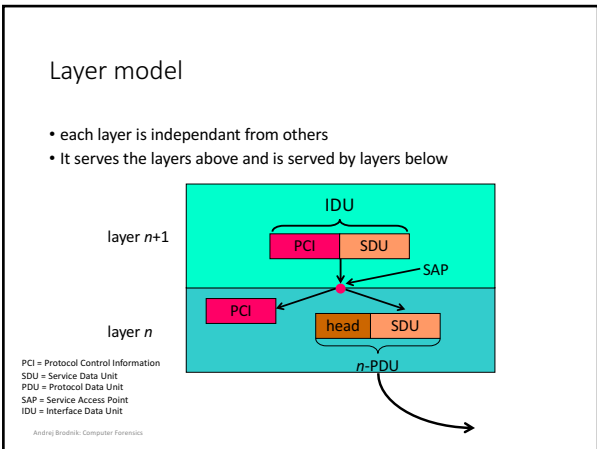 Layer model
• each layer is independant from others
• It serves the layers above and is served by layers below
IDU
layer n+1
PCI SDU
SAP
PCI
layer n
head SDU
n-PDU
PCI = Protocol Control Information
SDU = Service Data Unit
PDU = Protocol Data Unit
SAP = Service Access Point
IDU = Interface Data Unit
Andrej Brodnik: Computer Forensics